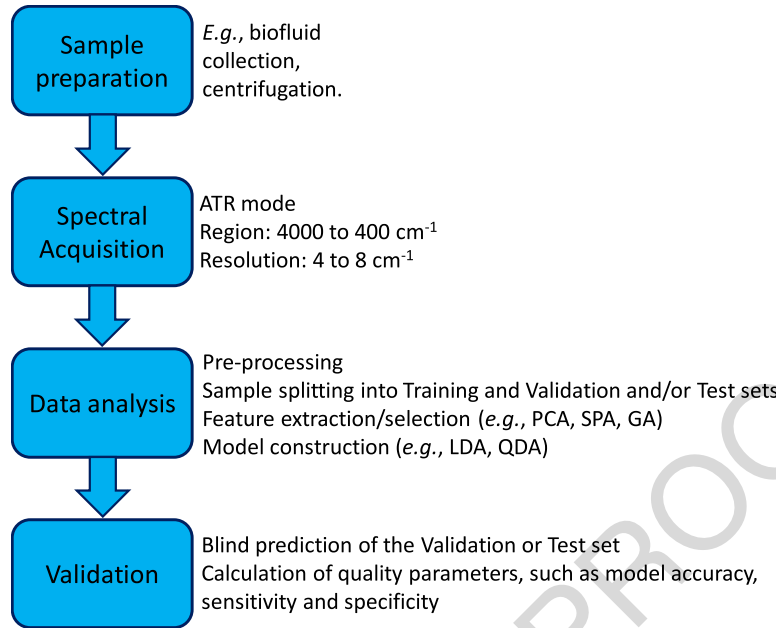 Sample
preparation
E.g., biofluid
collection,
centrifugation.
Spectral
Acquisition
ATR mode
Region: 4000 to 400 cm⁻¹
Resolution: 4 to 8 cm⁻¹
Data analysis
Pre-processing
Sample splitting into Training and Validation and/or Test sets
Feature extraction/selection (e.g., PCA, SPA, GA)
Model construction (e.g., LDA, QDA)
Validation
Blind prediction of the Validation or Test set
Calculation of quality parameters, such as model accuracy,
sensitivity and specificity
PROC